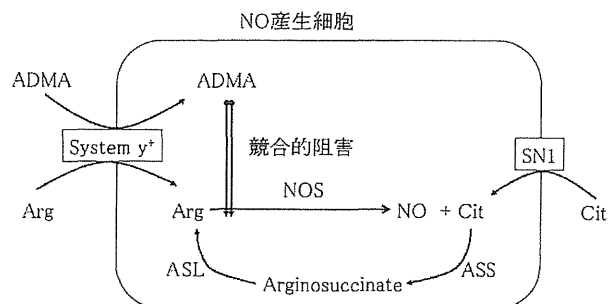 NO産生細胞
ADMA
ADMA
System y⁺
競合的阻害
SN1
NOS
Arg
Arg
NO + Cit
Cit
ASL
ASS
Arginosuccinate